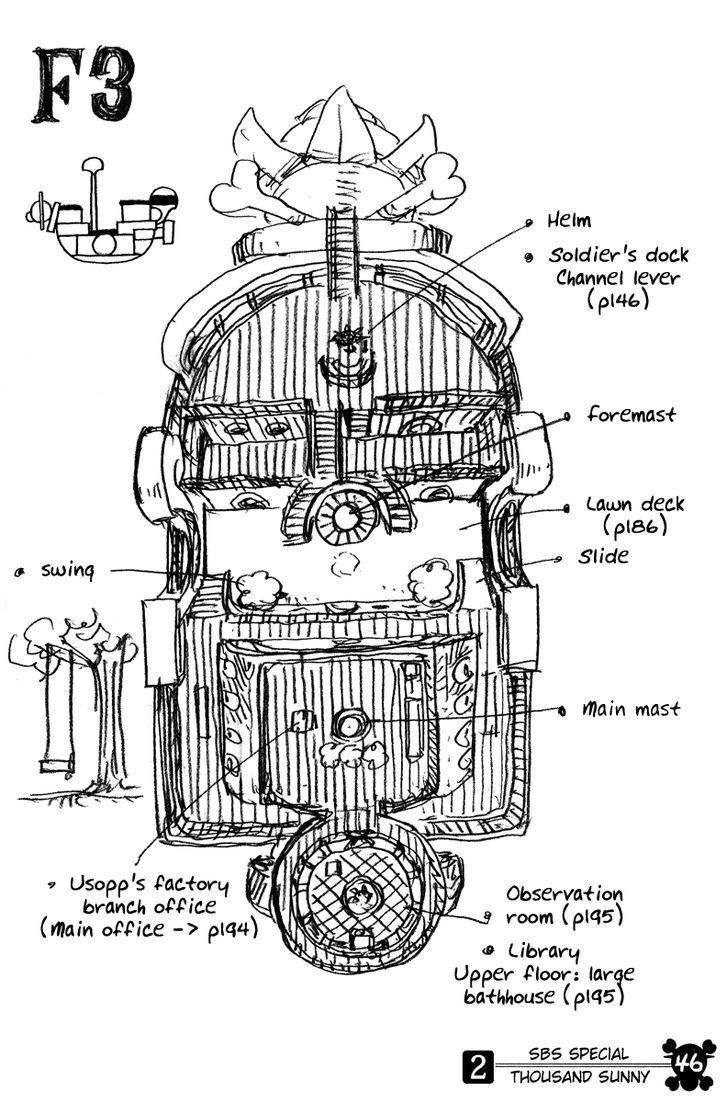 F3
Helm
Soldier's dock
Channel lever
(p146)
foremast
Lawn deck
(p186)
Slide
swing
Main mast
Usopp's factory
branch office
(Main office -> p194)
Observation
room (p195)
Library
Upper floor: large
bathhouse (p195)
2
SBS SPECIAL
THOUSAND SUNNY
46